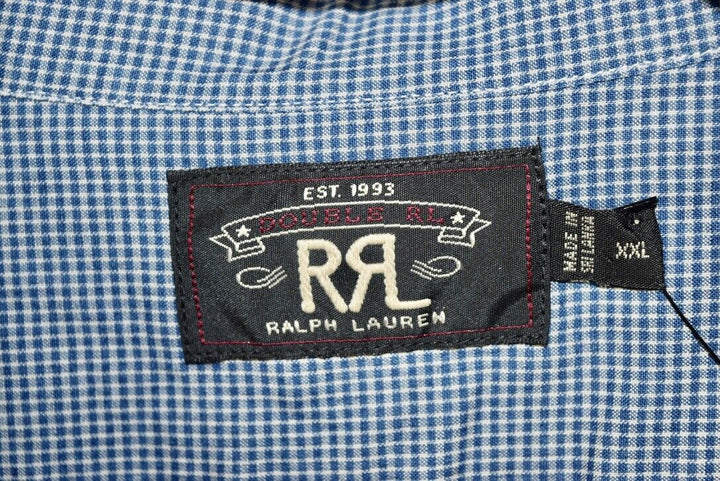 EST. 1993
DOUBLE RL
RRL
RALPH LAUREN
MADE IN
SRI LANKA
XXL